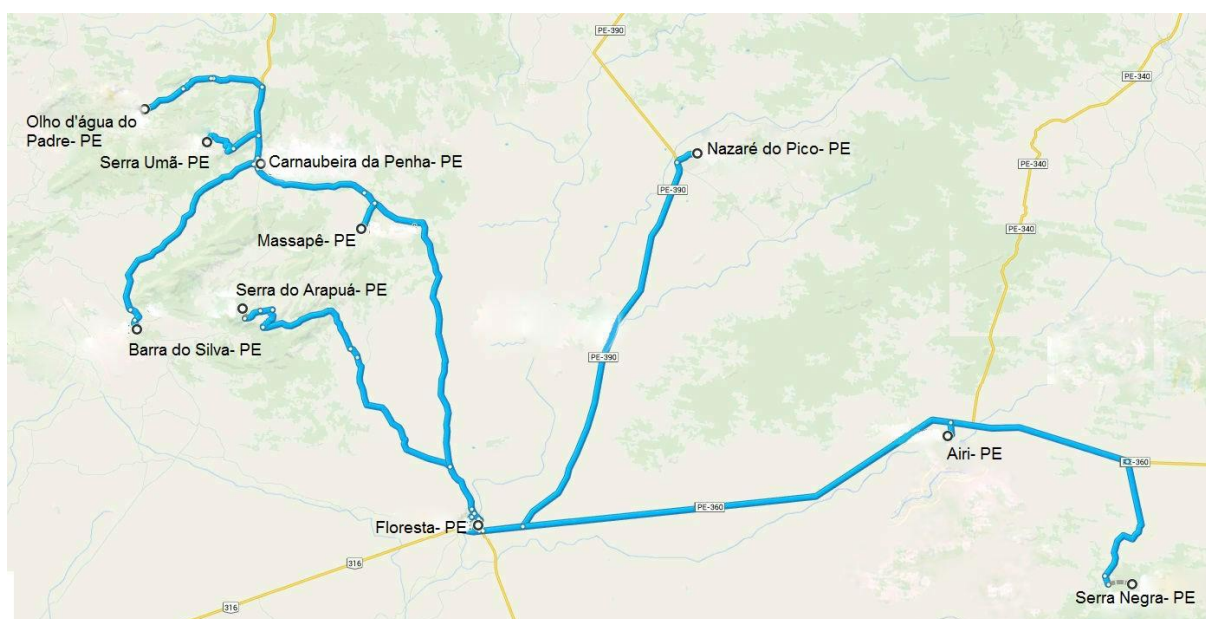 PE-390
PE-340
Olho d'água do
Padre- PE
Serra Umã- PE
Carnaubeira da Penha- PE
Nazaré do Pico- PE
PE-340
PE-390
PE-340
Massapê- PE
Serra do Arapuá- PE
Barra do Silva- PE
PE-390
Airi- PE
PE-360
PE-360
Floresta- PE
316
Serra Negra- PE
316